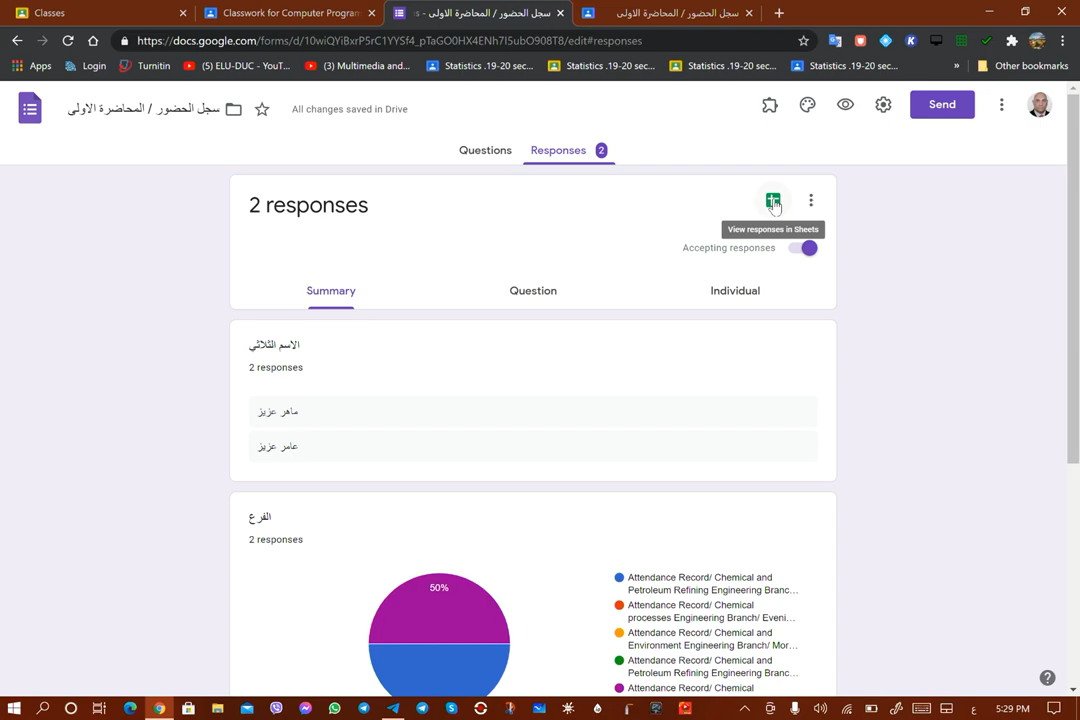 Classes
Classwork for Computer Program
سجل الحضور / المحاضرة الاولى - s
سجل الحضور / المحاضرة الاولى
https://docs.google.com/forms/d/10wiQYiBxrP5rC1YYSf4_pTaGO0HX4ENh7I5ubO908T8/edit#responses
Apps
Login
Turnitin
(5) ELU-DUC - YouT...
(3) Multimedia and...
Statistics .19-20 sec...
Statistics .19-20 sec...
Statistics .19-20 sec...
Statistics .19-20 sec...
»
Other bookmarks
سجل الحضور / المحاضرة الاولى
All changes saved in Drive
Send
Questions
Responses 2
2 responses
View responses in Sheets
Accepting responses
Summary
Question
Individual
الاسم الثلاثي
2 responses
ماهر عزيز
عامر عزيز
الفرع
2 responses
50%
Attendance Record/ Chemical and
Petroleum Refining Engineering Branc...
Attendance Record/ Chemical
processes Engineering Branch/ Eveni...
Attendance Record/ Chemical and
Environment Engineering Branch/ Mor...
Attendance Record/ Chemical and
Petroleum Refining Engineering Branc...
Attendance Record/ Chemical
ع
5:29 PM